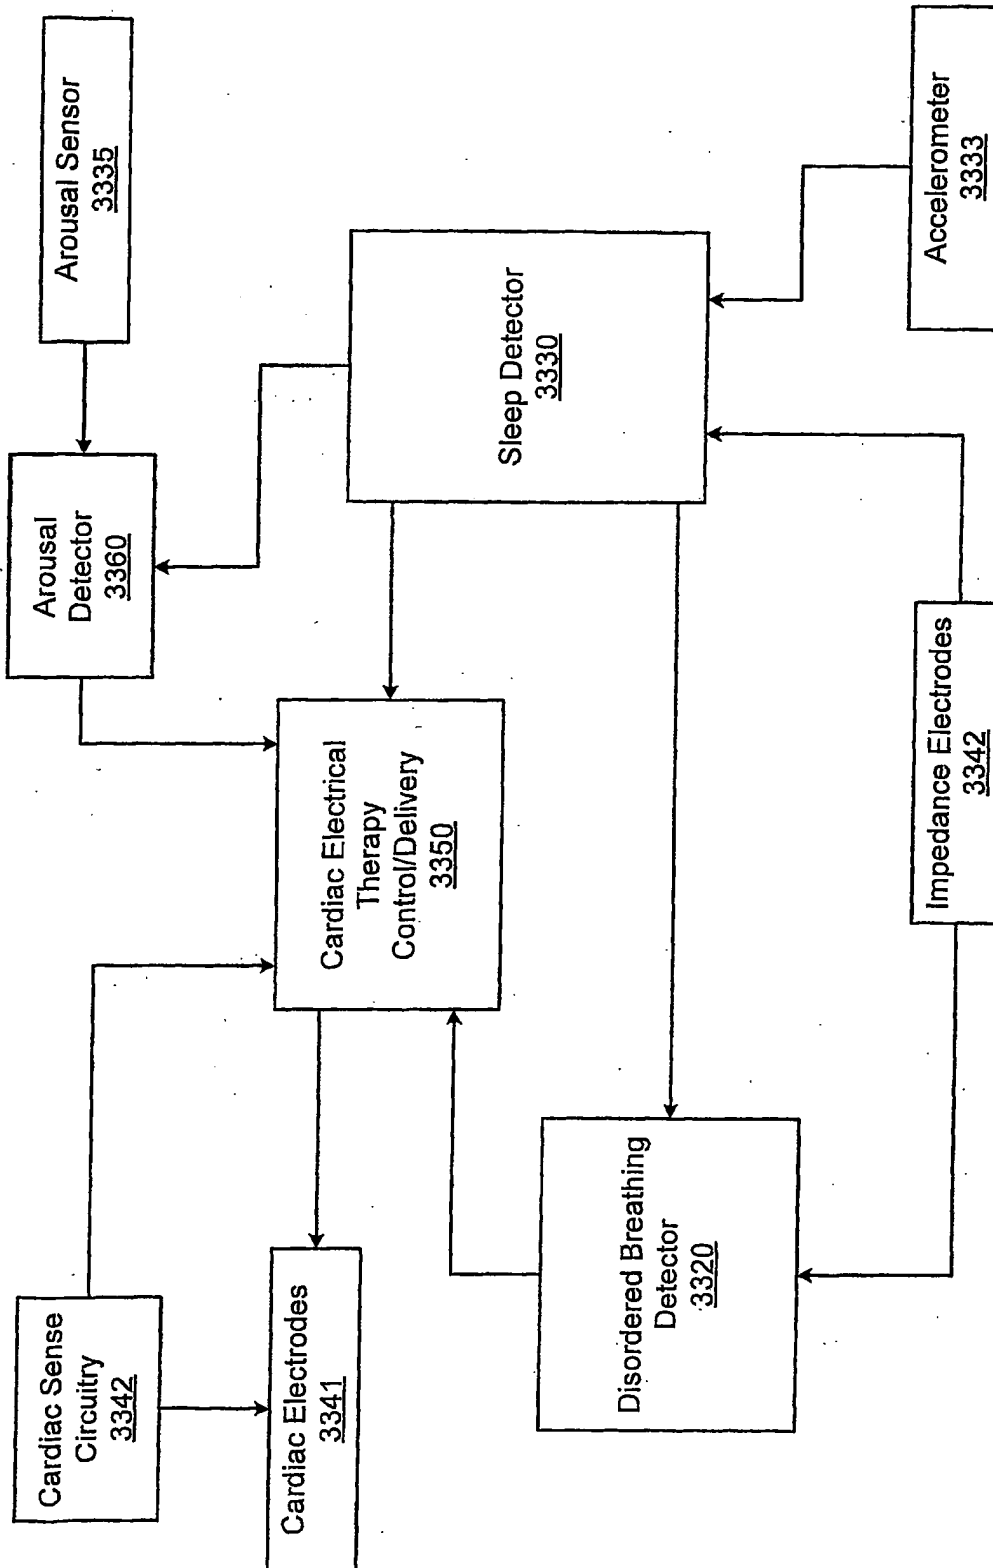 Cardiac Sense
Circuitry
3342
Arousal
Detector
3360
Arousal Sensor
3335
Cardiac Electrodes
3341
Cardiac Electrical
Therapy
Control/Delivery
3350
Sleep Detector
3330
Disordered Breathing
Detector
3320
Impedance Electrodes
3342
Accelerometer
3333